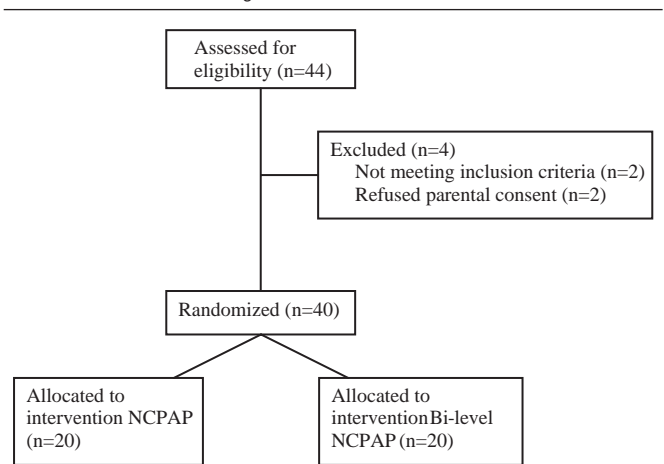 Assessed for
eligibility (n=44)
Excluded (n=4)
Not meeting inclusion criteria (n=2)
Refused parental consent (n=2)
Randomized (n=40)
Allocated to
intervention NCPAP
(n=20)
Allocated to
interventionBi-level
NCPAP (n=20)